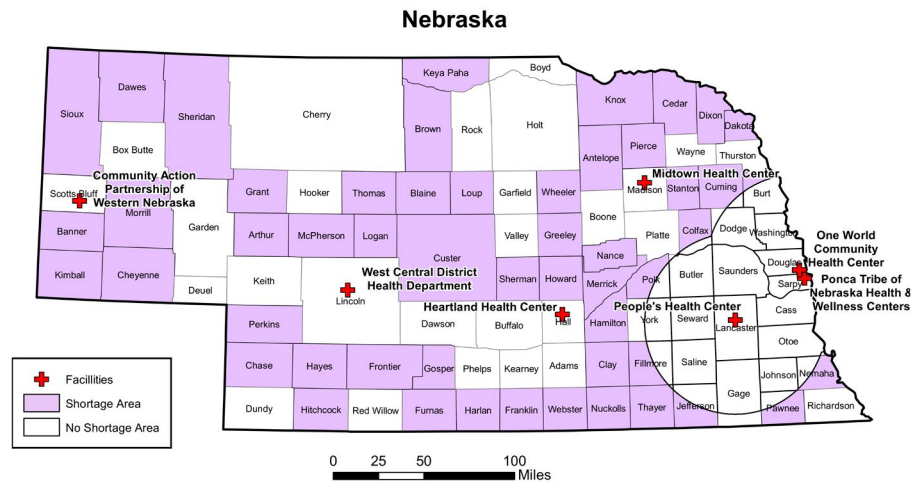 Nebraska
Boyd
Keya Paha
Dawes
Sioux
Sheridan
Cherry
Brown
Rock
Holt
Knox
Cedar
Dixon
Dakota
Box Butte
Antelope
Pierce
Wayne
Thurston
Community Action
Partnership of
Western Nebraska
Scotts Bluff
Morrill
Grant
Hooker
Thomas
Blaine
Loup
Garfield
Wheeler
Midtown Health Center
Madison
Stanton
Cuming
Burt
Banner
Garden
Arthur
McPherson
Logan
Valley
Greeley
Boone
Platte
Colfax
Dodge
Washington
One World
Community
Health Center
Kimball
Cheyenne
Deuel
Keith
Custer
Nance
Butler
Saunders
Douglas
Sarpy
Ponca Tribe of
Nebraska Health &
Wellness Centers
West Central District
Health Department
Lincoln
Sherman
Howard
Merrick
Polk
Heartland Health Center
Hall
People's Health Center
Lancaster
Cass
Perkins
Dawson
Buffalo
Hamilton
York
Seward
Otoe
Chase
Hayes
Frontier
Gosper
Phelps
Kearney
Adams
Clay
Fillmore
Saline
Johnson
Nemaha
Gage
Dundy
Hitchcock
Red Willow
Furnas
Harlan
Franklin
Webster
Nuckolls
Thayer
Jefferson
Pawnee
Richardson
Facillities
Shortage Area
No Shortage Area
0 25 50 100
Miles